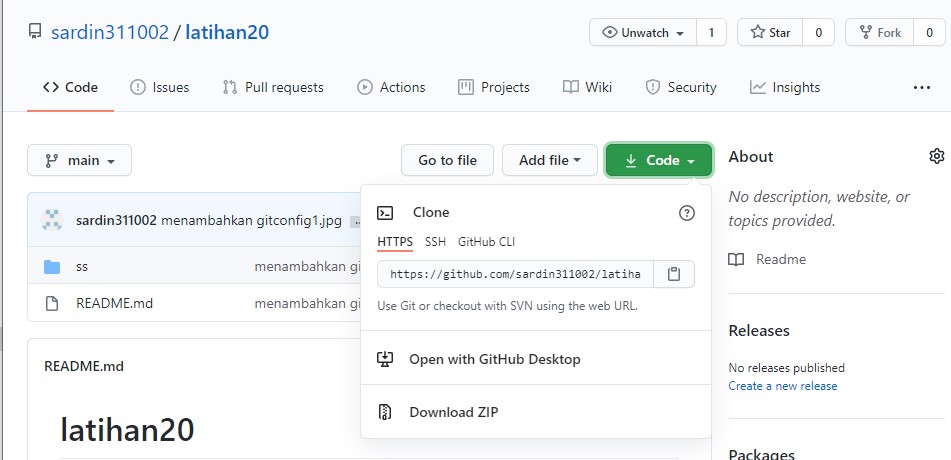 sardin311002 / latihan20
Unwatch 1 Star 0 Fork 0
Code Issues Pull requests Actions Projects Wiki Security Insights ...
main Go to file Add file Code
About
No description, website, or
topics provided.
Readme
Releases
No releases published
Create a new release
Packages
sardin311002 menambahkan gitconfig1.jpg ...
ss menambahkan gi
README.md menambahkan gi
Clone
HTTPS SSH GitHub CLI
https://github.com/sardin311002/latiha
Use Git or checkout with SVN using the web URL.
Open with GitHub Desktop
Download ZIP
README.md
latihan20